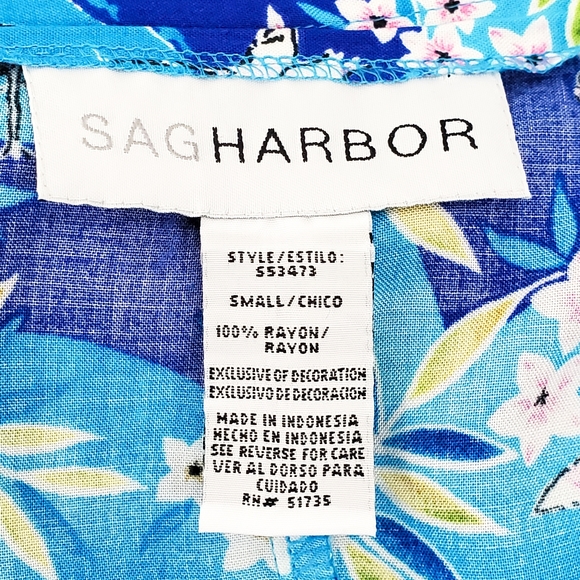 SAGHARBOR
STYLE/ESTILO:
S53473
SMALL/CHICO
100% RAYON/
RAYON
EXCLUSIVE OF DECORATION
EXCLUSIVO DE DECORACION
MADE IN INDONESIA
HECHO EN INDONESIA
SEE REVERSE FOR CARE
VER AL DORSO PARA
CUIDADO
RN# 51735